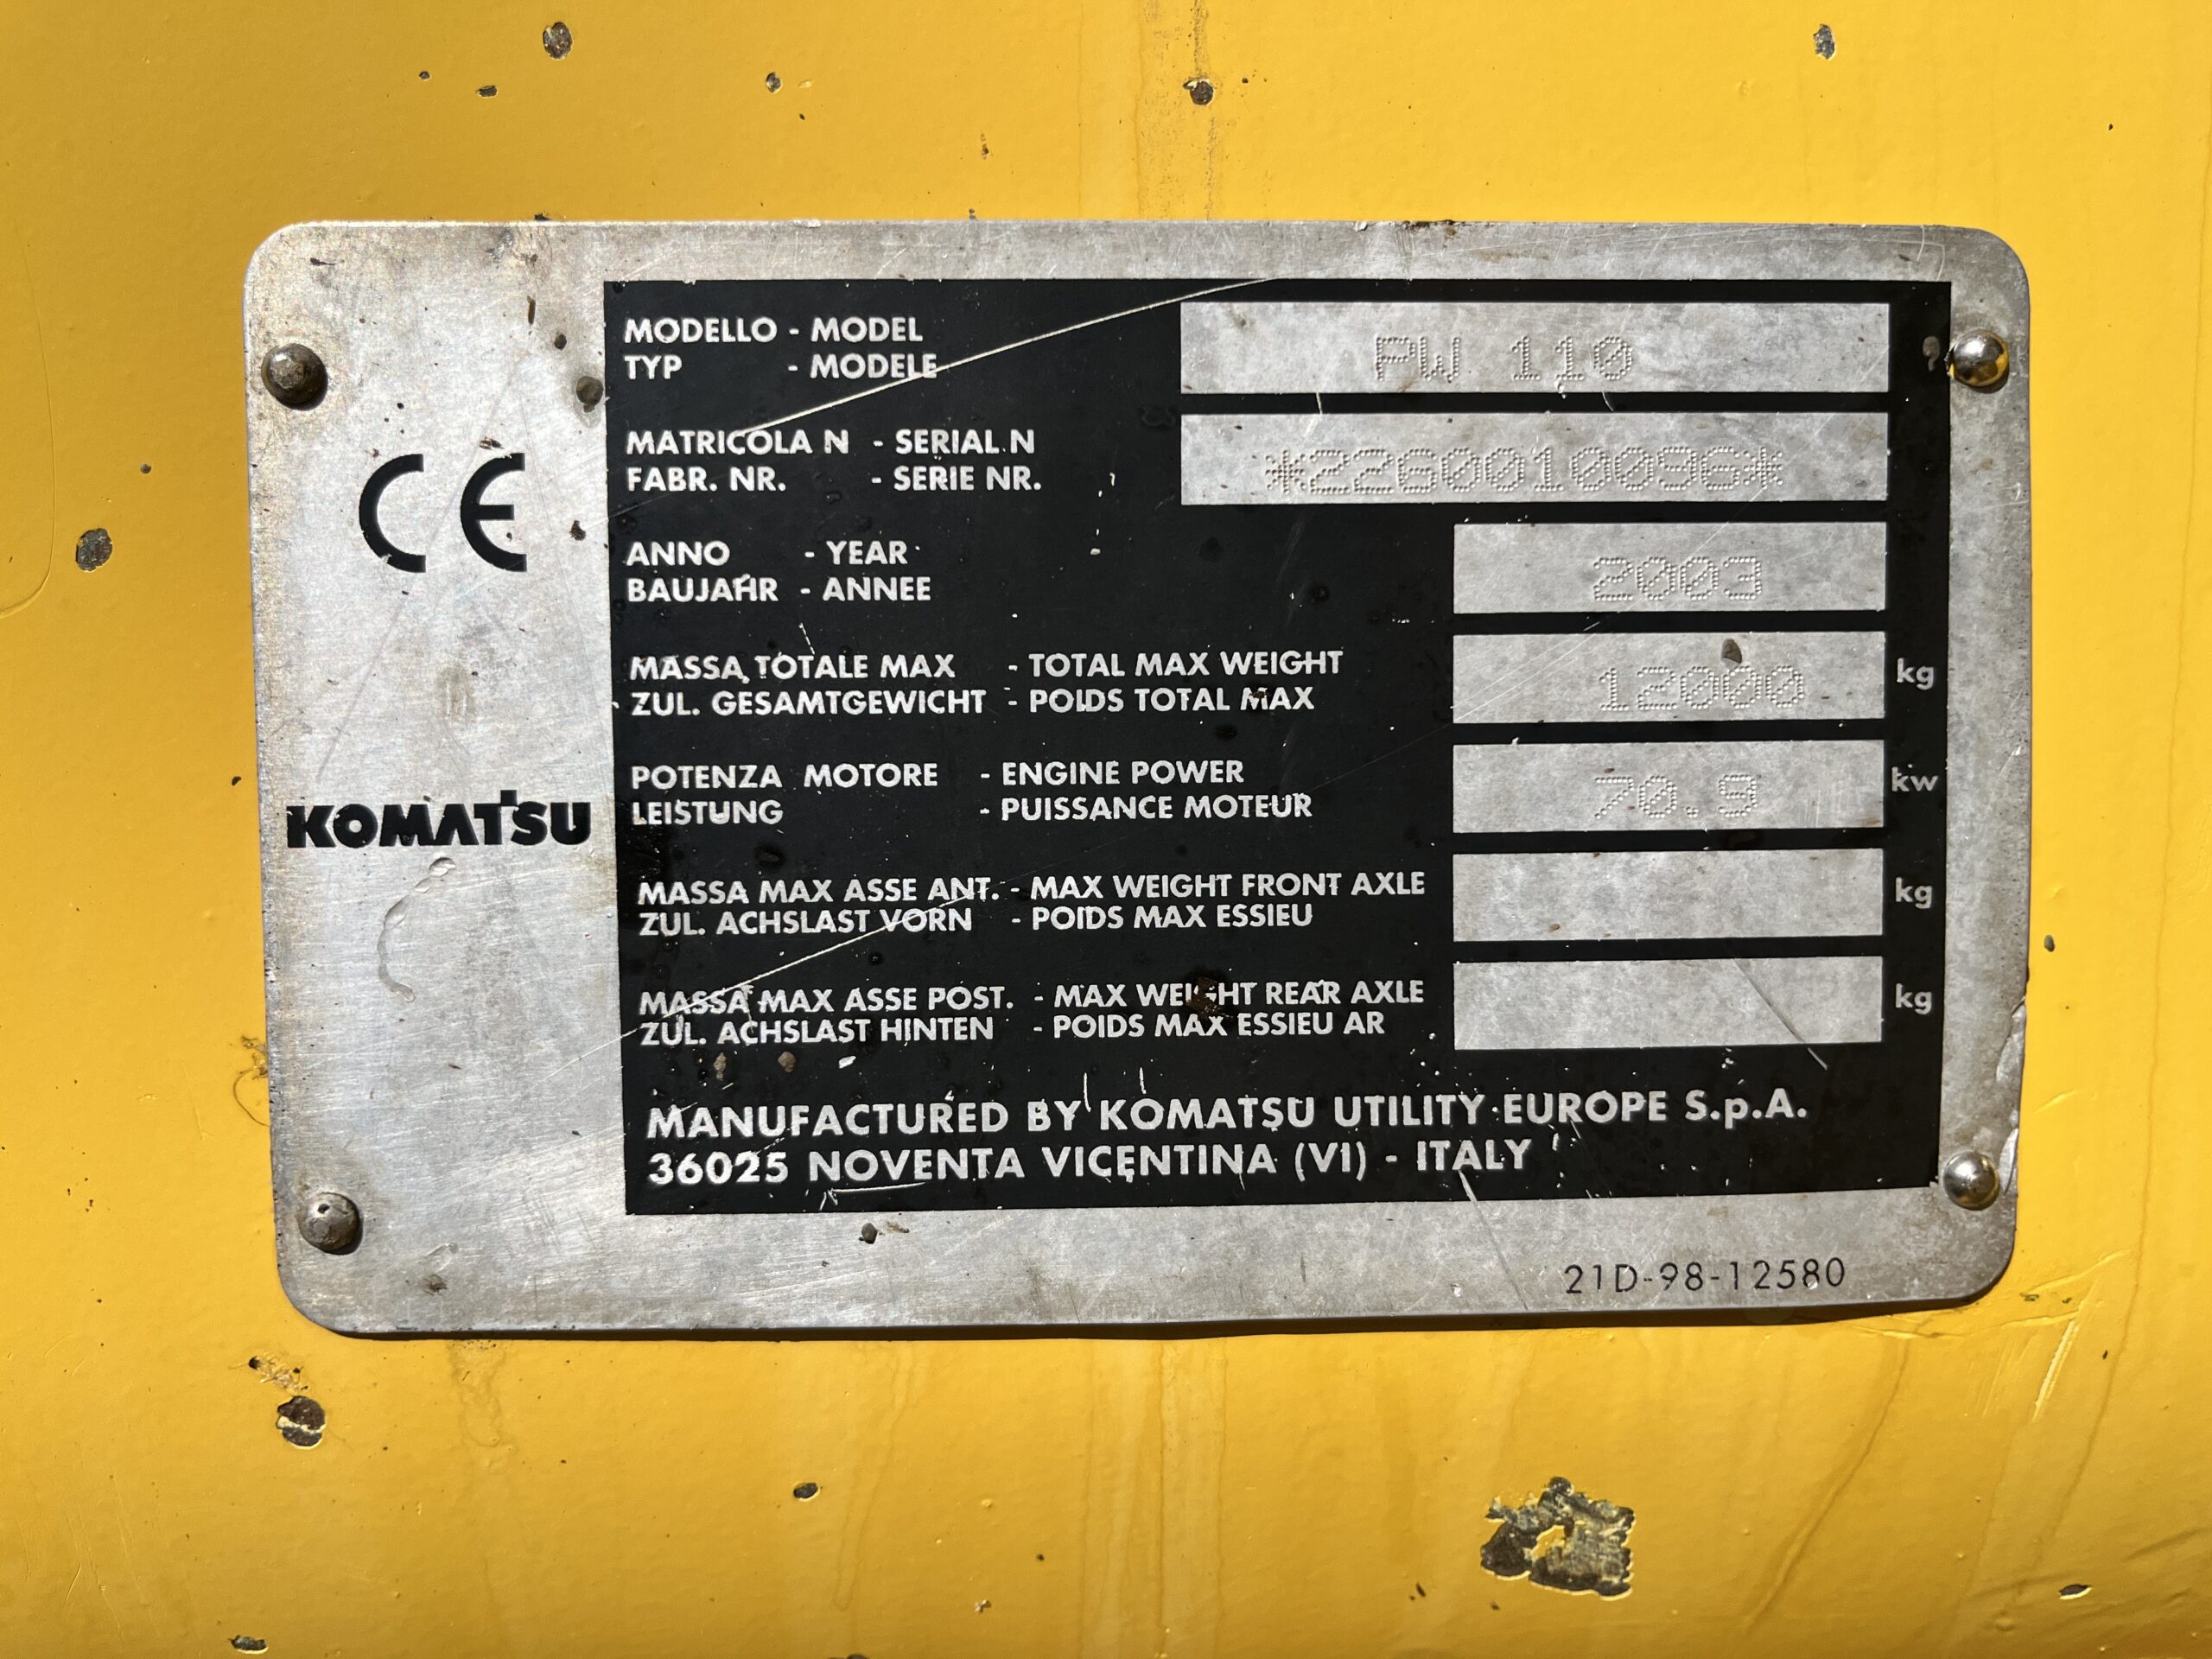 MODELLO - MODEL
TYP - MODELE
PW 110
MATRICOLA N - SERIAL N
FABR. NR. - SERIE NR.
*2260010096*
ANNO - YEAR
BAUJAHR - ANNEE
2003
MASSA TOTALE MAX - TOTAL MAX WEIGHT
ZUL. GESAMTGEWICHT - POIDS TOTAL MAX
12000 kg
POTENZA MOTORE - ENGINE POWER
LEISTUNG - PUISSANCE MOTEUR
70.9 kw
MASSA MAX ASSE ANT. - MAX WEIGHT FRONT AXLE
ZUL. ACHSLAST VORN - POIDS MAX ESSIEU
kg
MASSA MAX ASSE POST. - MAX WEIGHT REAR AXLE
ZUL. ACHSLAST HINTEN - POIDS MAX ESSIEU AR
kg
CE
KOMATSU
MANUFACTURED BY KOMATSU UTILITY EUROPE S.p.A.
36025 NOVENTA VICENTINA (VI) - ITALY
21D-98-12580